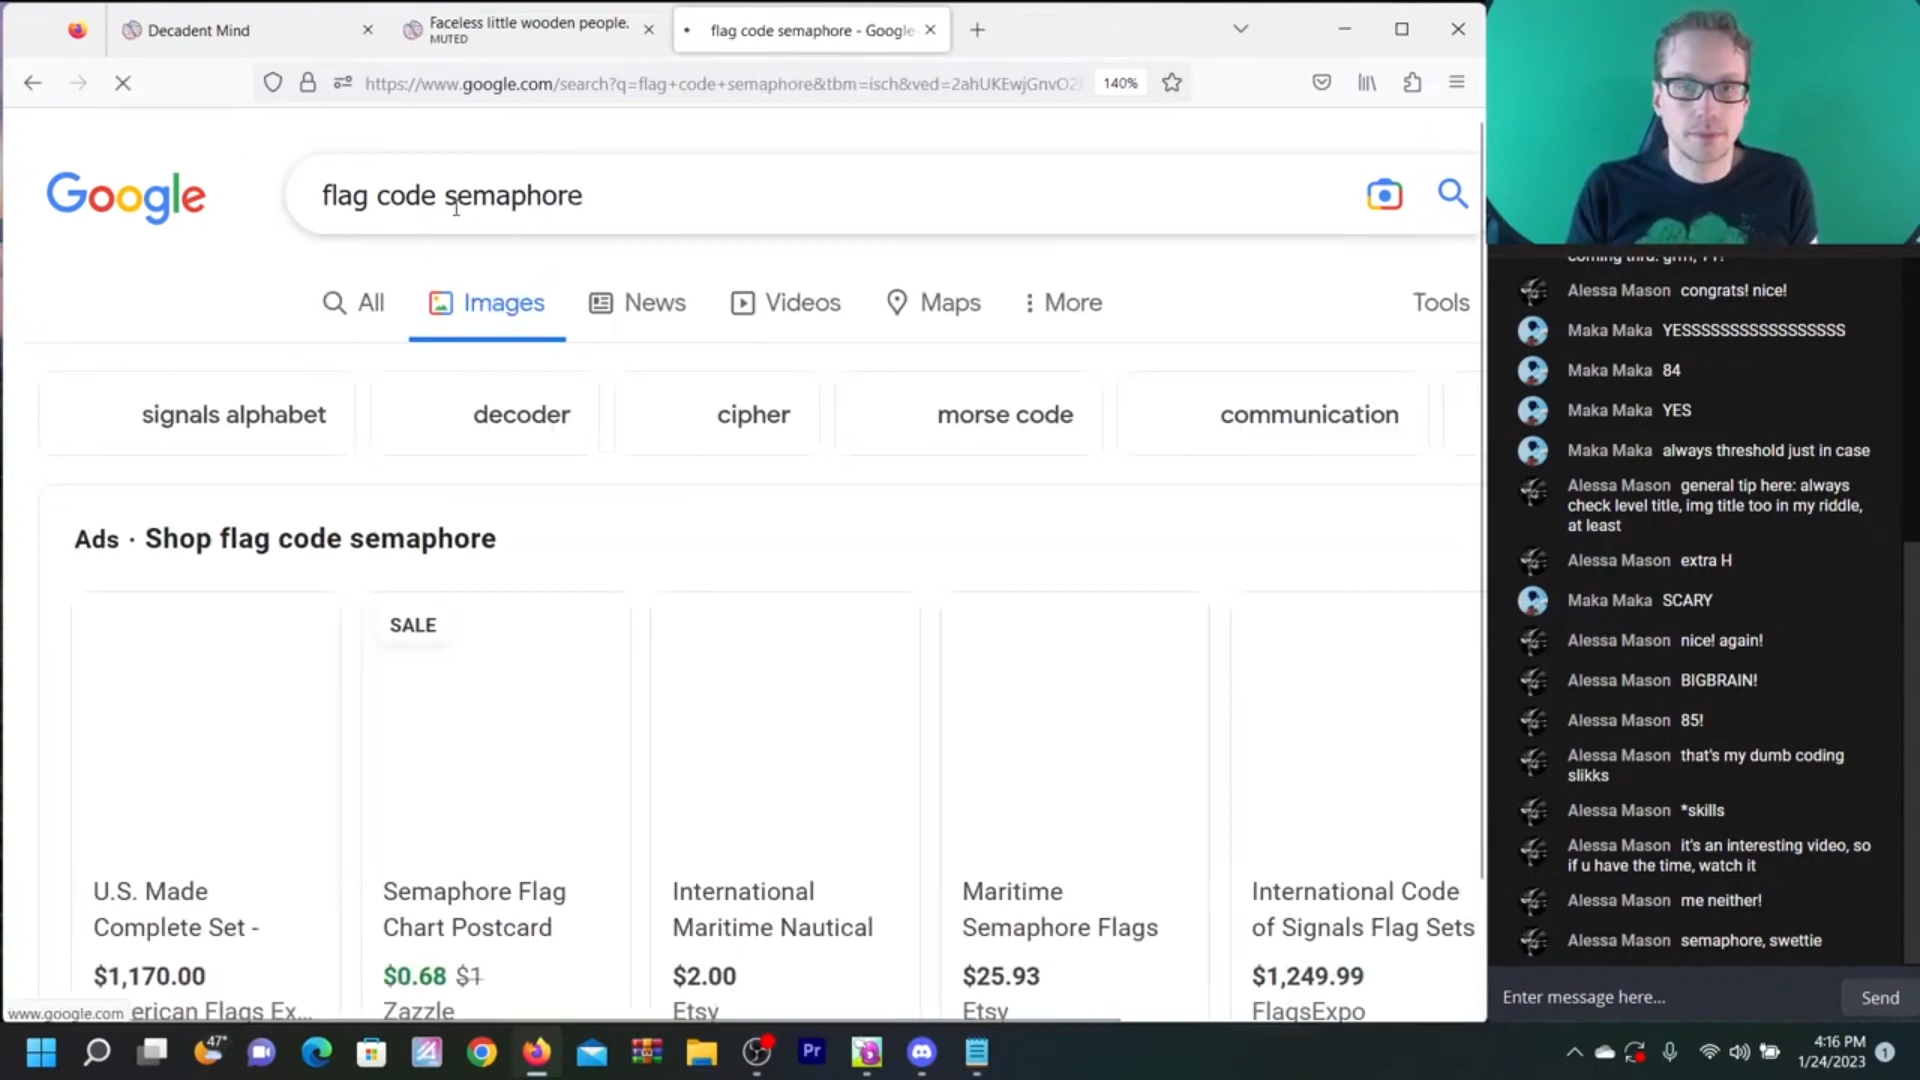 Decadent Mind
Faceless little wooden people.
MUTED
flag code semaphore - Google
https://www.google.com/search?q=flag+code+semaphore&tbm=isch&ved=2ahUKEwjGnvO2
140%
Google
flag code semaphore
All
Images
News
Videos
Maps
More
Tools
signals alphabet
decoder
cipher
morse code
communication
Ads · Shop flag code semaphore
SALE
U.S. Made
Complete Set -
$1,170.00
erican Flags Ex...
Semaphore Flag
Chart Postcard
$0.68 $1
Zazzle
International
Maritime Nautical
$2.00
Etsy
Maritime
Semaphore Flags
$25.93
Etsy
International Code
of Signals Flag Sets
$1,249.99
FlagsExpo
www.google.com
Alessa Mason congrats! nice!
Maka Maka YESSSSSSSSSSSSSSSSS
Maka Maka 84
Maka Maka YES
Maka Maka always threshold just in case
Alessa Mason general tip here: always
check level title, img title too in my riddle,
at least
Alessa Mason extra H
Maka Maka SCARY
Alessa Mason nice! again!
Alessa Mason BIGBRAIN!
Alessa Mason 85!
Alessa Mason that's my dumb coding
slikks
Alessa Mason *skills
Alessa Mason it's an interesting video, so
if u have the time, watch it
Alessa Mason me neither!
Alessa Mason semaphore, swettie
Enter message here...
Send
47°
Pr
4:16 PM
1/24/2023
1